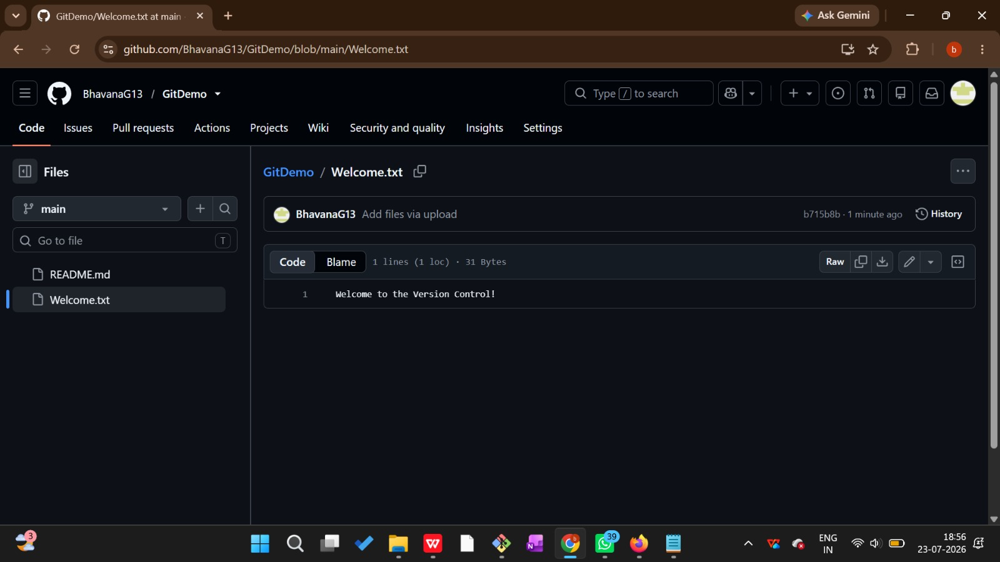 GitDemo/Welcome.txt at main
Ask Gemini
github.com/BhavanaG13/GitDemo/blob/main/Welcome.txt
b
BhavanaG13 / GitDemo
Type / to search
Code Issues Pull requests Actions Projects Wiki Security and quality Insights Settings
Files
main
Go to file T
README.md
Welcome.txt
GitDemo / Welcome.txt
BhavanaG13 Add files via upload b715b8b · 1 minute ago History
Code Blame 1 lines (1 loc) · 31 Bytes Raw
1 Welcome to the Version Control!
3
W
N
b
39
ENG
IN
18:56
23-07-2026